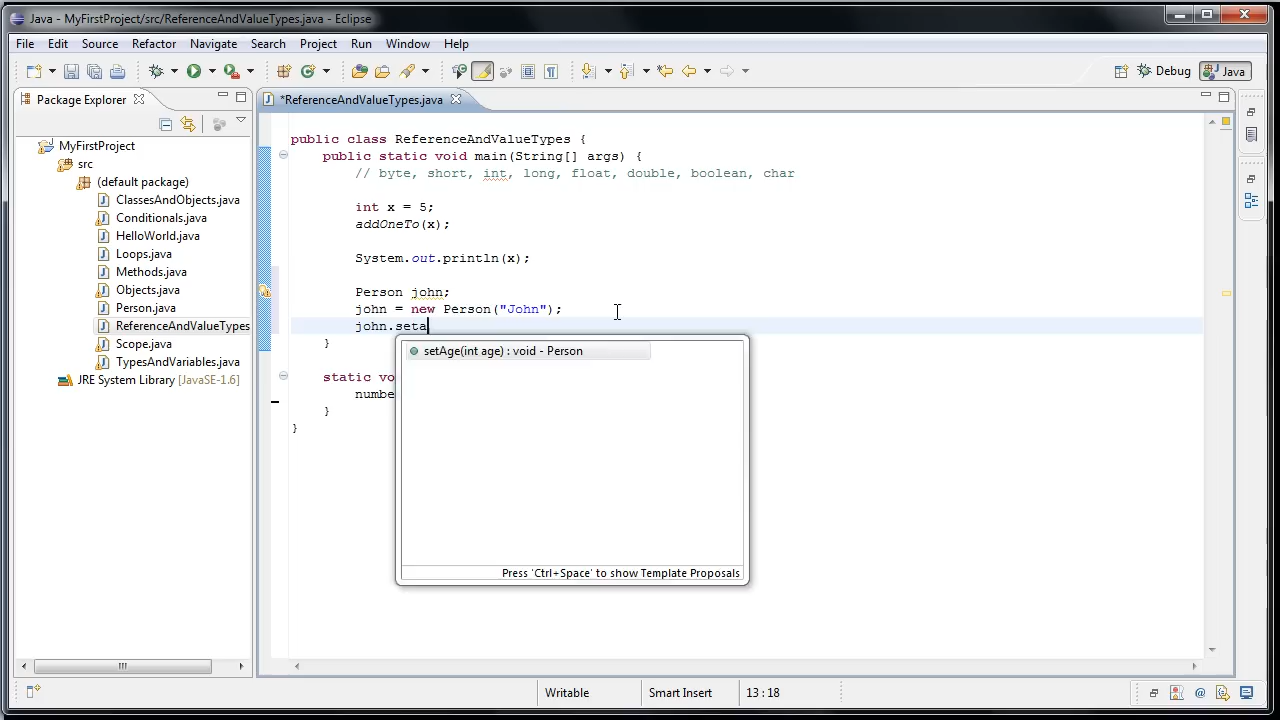 Java - MyFirstProject/src/ReferenceAndValueTypes.java - Eclipse
File Edit Source Refactor Navigate Search Project Run Window Help
Debug Java
Package Explorer
*ReferenceAndValueTypes.java
MyFirstProject
src
(default package)
ClassesAndObjects.java
Conditionals.java
HelloWorld.java
Loops.java
Methods.java
Objects.java
Person.java
ReferenceAndValueTypes
Scope.java
TypesAndVariables.java
JRE System Library [JavaSE-1.6]
public class ReferenceAndValueTypes {
public static void main(String[] args) {
// byte, short, int, long, float, double, boolean, char
int x = 5;
addOneTo(x);
System.out.println(x);
Person john;
john = new Person("John");
john.seta
}
static vo
numbe
}
}
setAge(int age) : void - Person
Press 'Ctrl+Space' to show Template Proposals
Writable Smart Insert 13 : 18